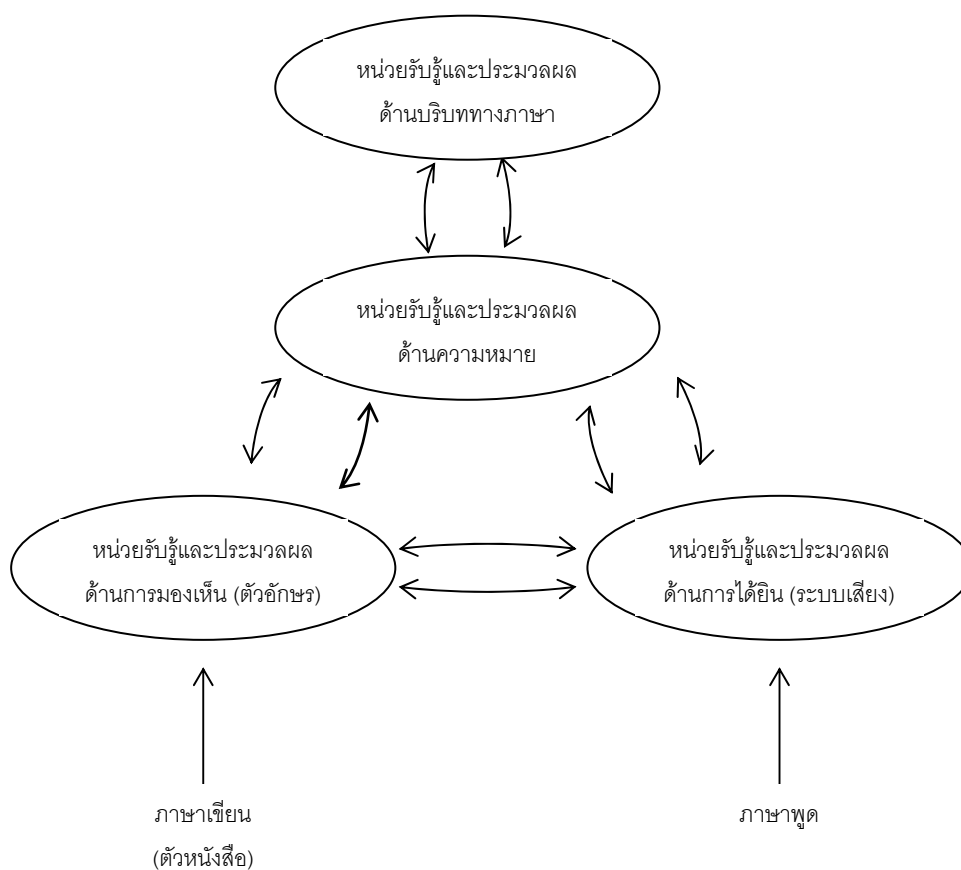 หน่วยรับรู้และประมวลผล
ด้านบริบททางภาษา
หน่วยรับรู้และประมวลผล
ด้านความหมาย
หน่วยรับรู้และประมวลผล
ด้านการมองเห็น (ตัวอักษร)
หน่วยรับรู้และประมวลผล
ด้านการได้ยิน (ระบบเสียง)
ภาษาเขียน
(ตัวหนังสือ)
ภาษาพูด